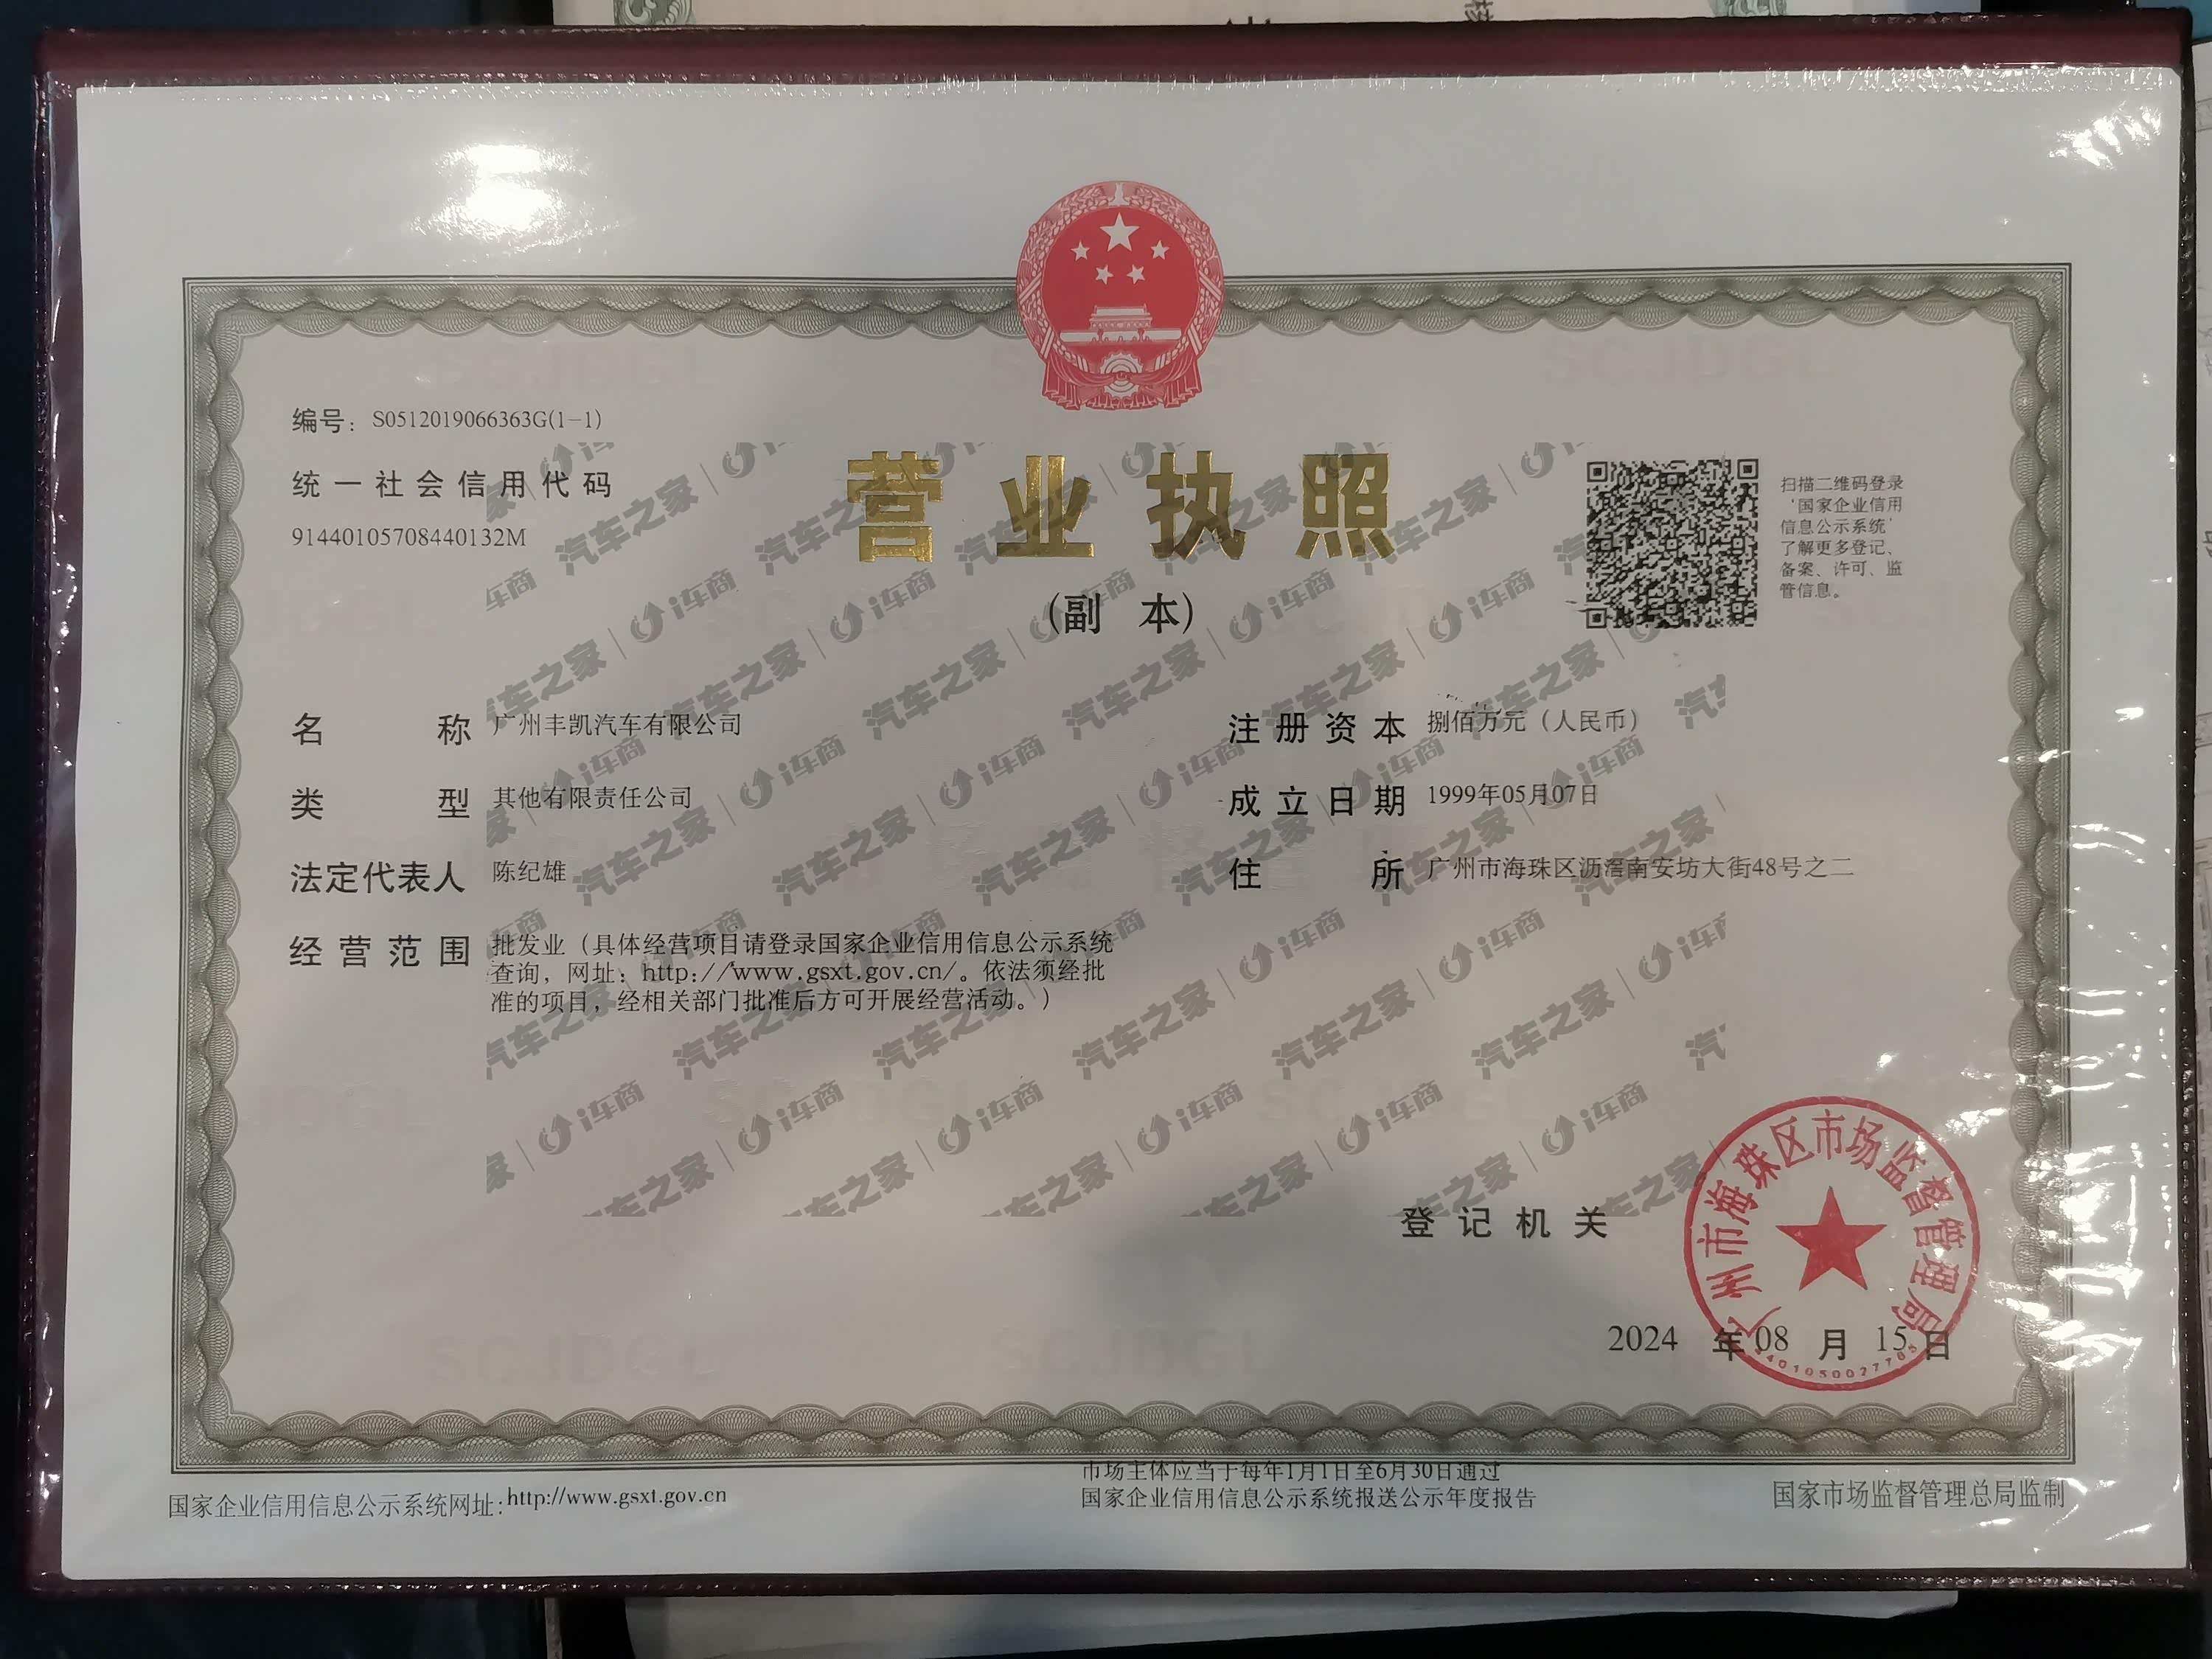 编号：S0512019066363G(1-1)
统一社会信用代码
91440105708440132M
营业执照
(副 本)
扫描二维码登录
‘国家企业信用
信息公示系统’
了解更多登记、
备案、许可、监
管信息。
名 称 广州丰凯汽车有限公司
类 型 其他有限责任公司
法定代表人 陈纪雄
经营范围 批发业（具体经营项目请登录国家企业信用信息公示系统
查询，网址：http://www.gsxt.gov.cn/。依法须经批
准的项目，经相关部门批准后方可开展经营活动。）
注册资本 捌佰万元（人民币）
成立日期 1999年05月07日
住 所 广州市海珠区沥滘南安坊大街48号之二
登记机关
广州市海珠区市场监督管理局
2024 年 08 月 15 日
国家企业信用信息公示系统网址：http://www.gsxt.gov.cn
市场主体应当于每年1月1日至6月30日通过
国家企业信用信息公示系统报送公示年度报告
国家市场监督管理总局监制
汽车之家 | i车商